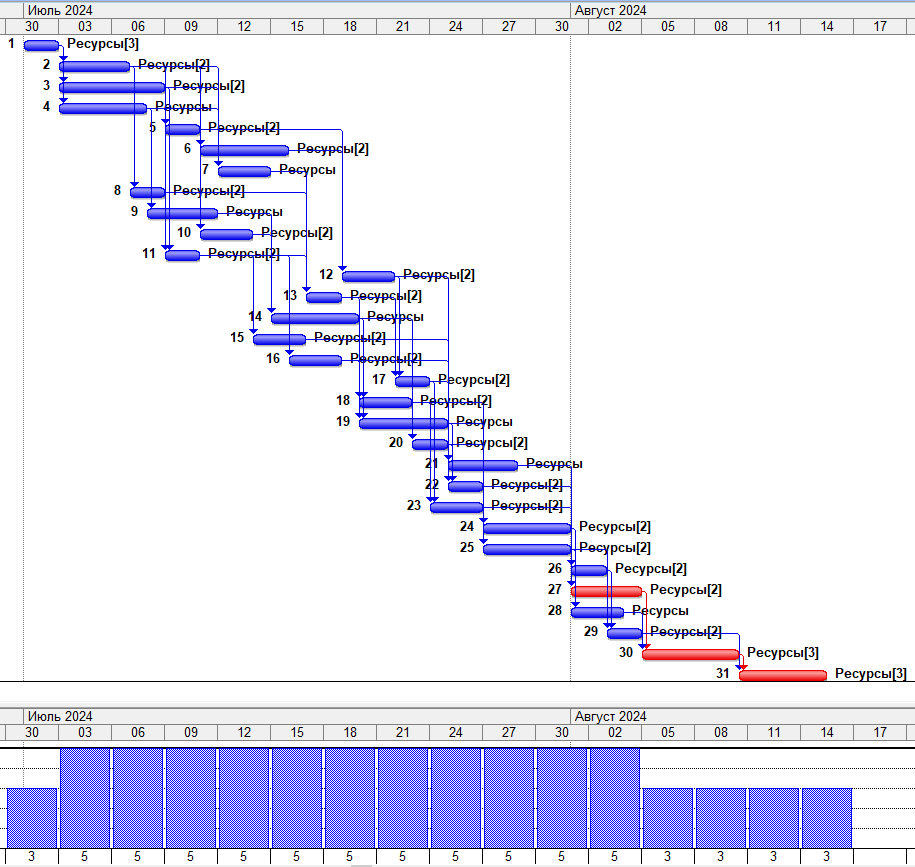 Июль 2024 Август 2024
30 03 06 09 12 15 18 21 24 27 30 02 05 08 11 14 17
1 Ресурсы[3]
2 Ресурсы[2]
3 Ресурсы[2]
4 Ресурсы
5 Ресурсы[2]
6 Ресурсы[2]
7 Ресурсы
8 Ресурсы[2]
9 Ресурсы
10 Ресурсы[2]
11 Ресурсы[2]
12 Ресурсы[2]
13 Ресурсы[2]
14 Ресурсы
15 Ресурсы[2]
16 Ресурсы[2]
17 Ресурсы[2]
18 Ресурсы[2]
19 Ресурсы
20 Ресурсы[2]
21 Ресурсы
22 Ресурсы[2]
23 Ресурсы[2]
24 Ресурсы[2]
25 Ресурсы[2]
26 Ресурсы[2]
27 Ресурсы[2]
28 Ресурсы
29 Ресурсы[2]
30 Ресурсы[3]
31 Ресурсы[3]
Июль 2024 Август 2024
30 03 06 09 12 15 18 21 24 27 30 02 05 08 11 14 17
3 5 5 5 5 5 5 5 5 5 5 5 3 3 3 3